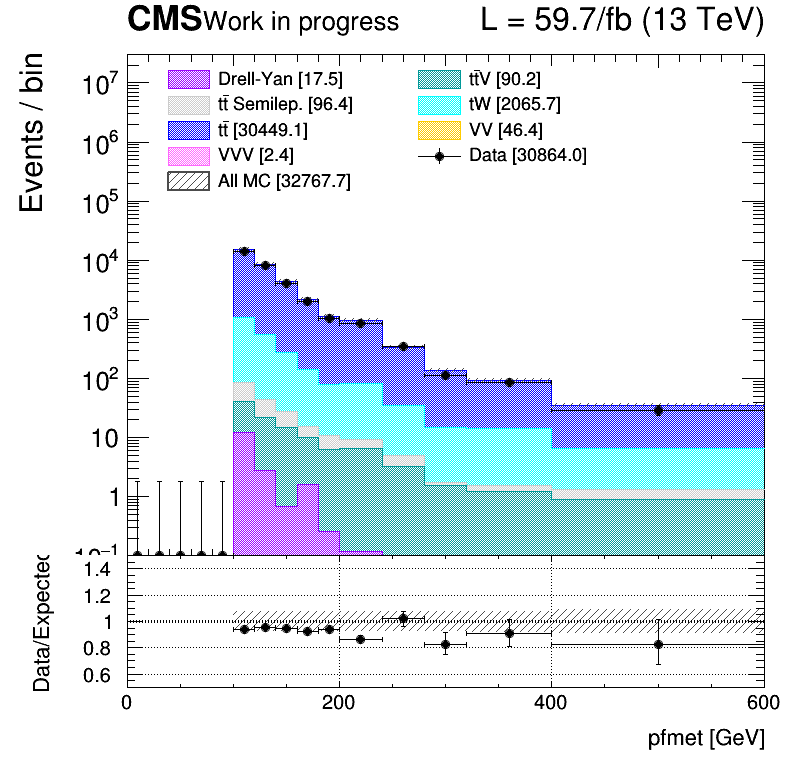 CMS Work in progress L = 59.7/fb (13 TeV)
Events / bin
Drell-Yan [17.5] tt̄V [90.2]
tt̄ Semilep. [96.4] tW [2065.7]
tt̄ [30449.1] VV [46.4]
VVV [2.4] Data [30864.0]
All MC [32767.7]
10⁷
10⁶
10⁵
10⁴
10³
10²
10
1
10⁻¹
Data/Expected
1.4
1.2
1
0.8
0.6
0 200 400 600
pfmet [GeV]